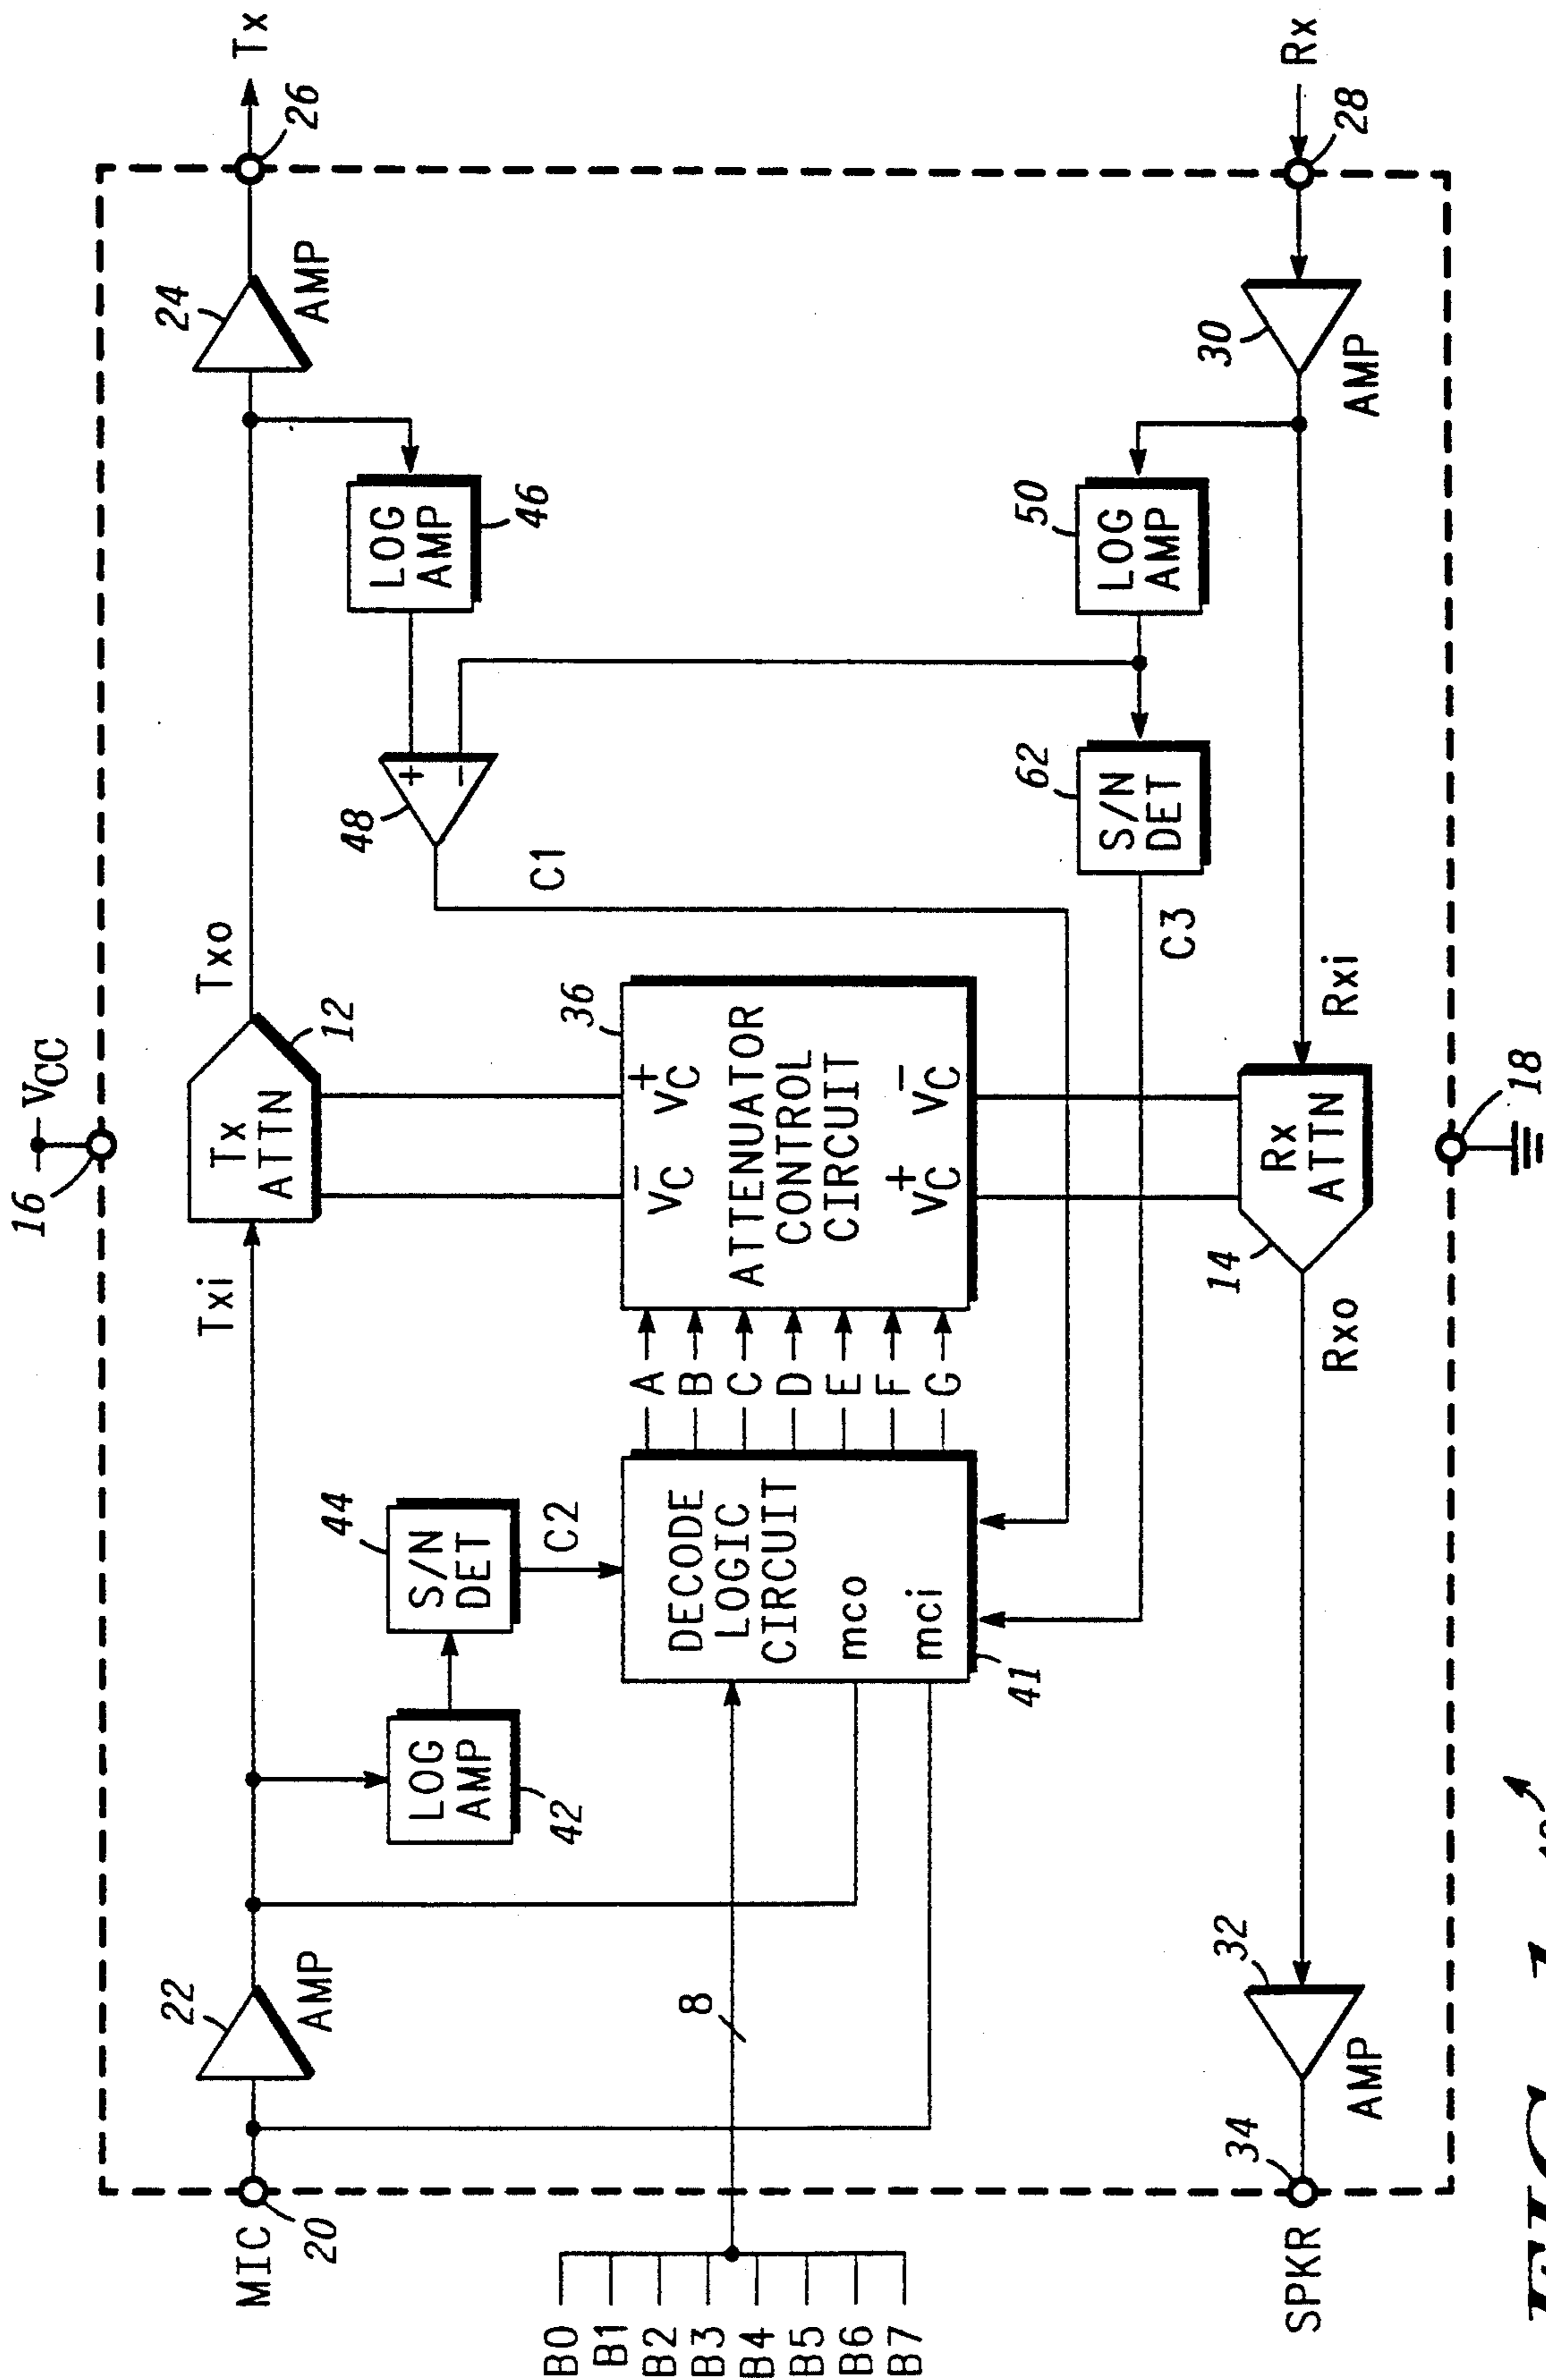 16
VCC
MIC
20
22
AMP
Txi
Tx
ATTN
12
Txo
24
AMP
26
Tx
LOG
AMP
42
S/N
DET
44
C2
LOG
AMP
46
+
−
48
C1
B0
B1
B2
B3
B4
B5
B6
B7
8
DECODE
LOGIC
CIRCUIT
mco
mci
41
A
B
C
D
E
F
G
36
VC− VC+
ATTENUATOR
CONTROL
CIRCUIT
VC+ VC−
50
LOG
AMP
62
S/N
DET
C3
SPKR
34
32
AMP
Rxo
14
Rx
ATTN
Rxi
30
AMP
28
Rx
18